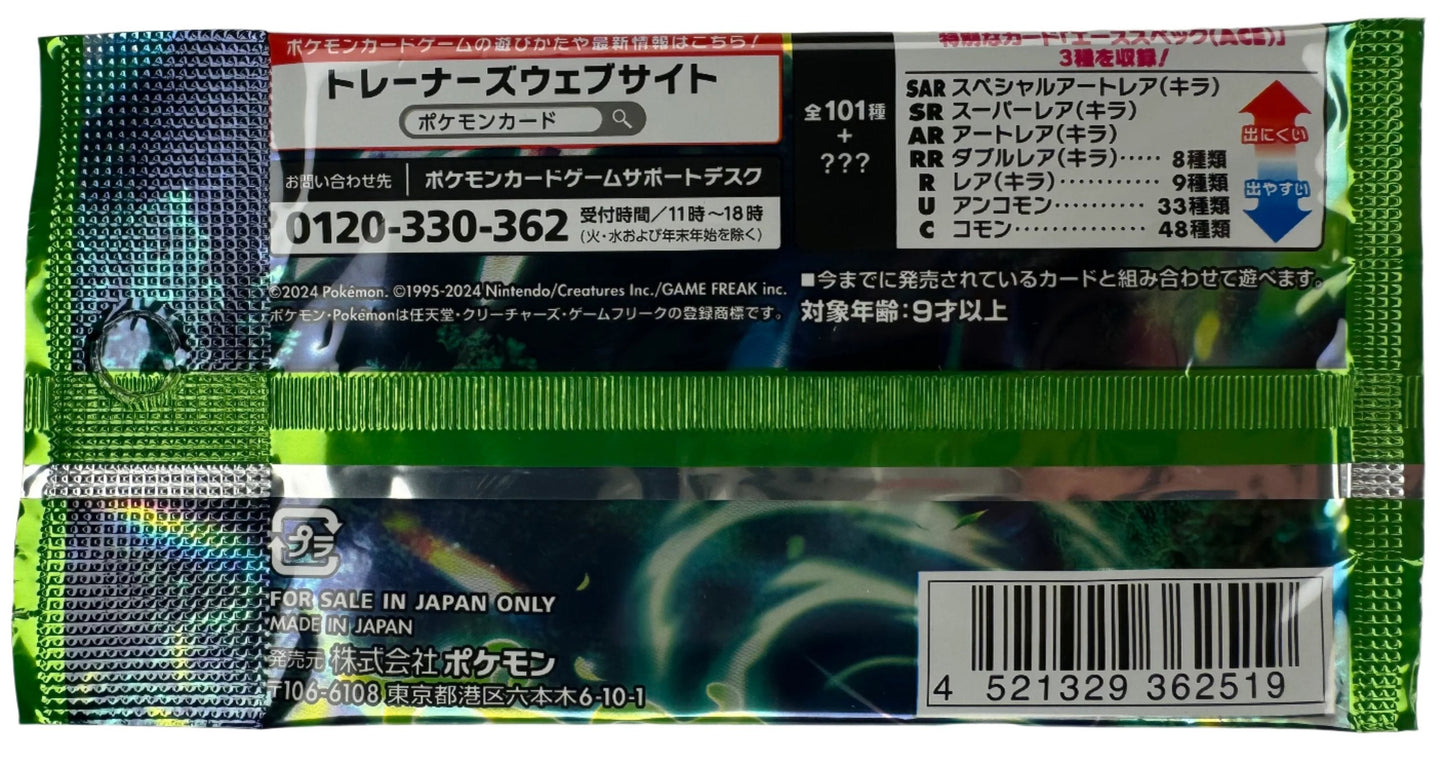 ポケモンカードゲームの遊びかたや最新情報はこちら!
トレーナーズウェブサイト
ポケモンカード
お問い合わせ先
ポケモンカードゲームサポートデスク
0120-330-362
受付時間/11時~18時
(火・水および年末年始を除く)
©2024 Pokémon. ©1995-2024 Nintendo/Creatures Inc./GAME FREAK inc.
ポケモン・Pokémonは任天堂・クリーチャーズ・ゲームフリークの登録商標です。
全101種
+
???
特別なカード「エーススペック(ACE)」
3種を収録!
SAR スペシャルアートレア(キラ)
SR スーパーレア(キラ)
AR アートレア(キラ)
RR ダブルレア(キラ)‥‥‥ 8種類
R レア(キラ)‥‥‥‥‥‥ 9種類
U アンコモン‥‥‥‥‥‥ 33種類
C コモン‥‥‥‥‥‥‥‥ 48種類
出にくい
出やすい
■今までに発売されているカードと組み合わせて遊べます。
対象年齢:9才以上
プラ
FOR SALE IN JAPAN ONLY
MADE IN JAPAN
発売元 株式会社 ポケモン
〒106-6108 東京都港区六本木6-10-1
4 521329 362519